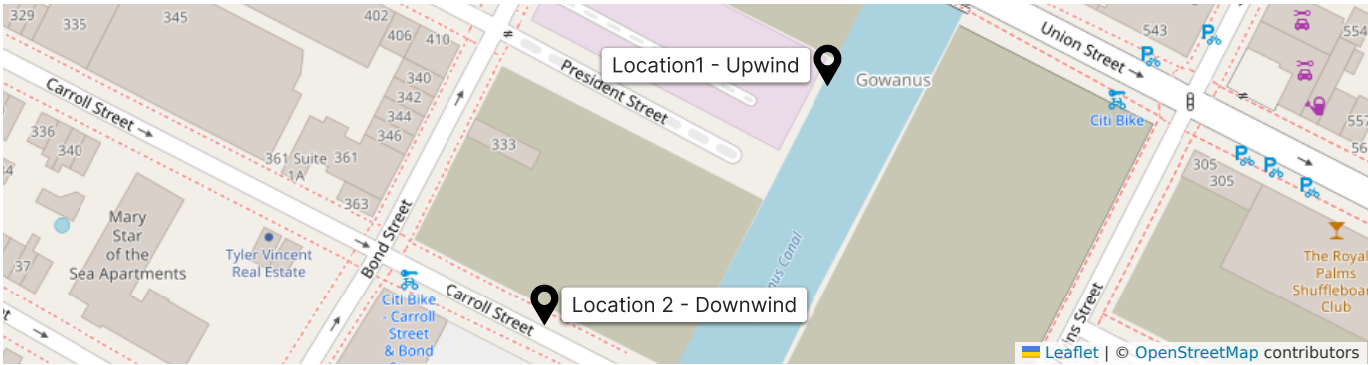 329
335
345
402
406
410
340
342
344
346
Carroll Street
336
340
361 Suite
1A
361
363
Mary
Star
of the
Sea Apartments
37
Tyler Vincent
Real Estate
Bond Street
Citi Bike
- Carroll
Street
& Bond
Carroll Street
333
President Street
Location1 - Upwind
Gowanus
Location 2 - Downwind
Canal
Union Street
543
P
P
Citi Bike
554
557
305
305
P
P
P
The Royal
Palms
Shuffleboar
Club
Street
Leaflet | © OpenStreetMap contributors